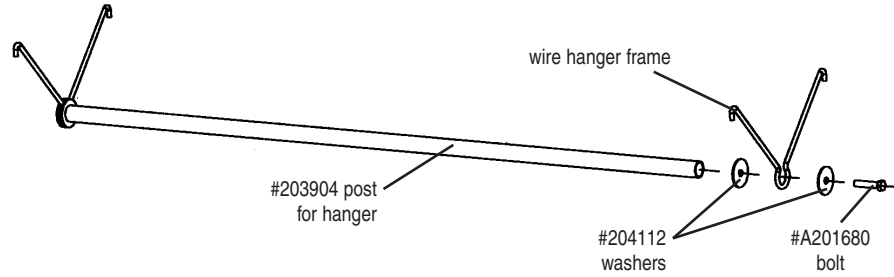 wire hanger frame
#203904 post
for hanger
#204112
washers
#A201680
bolt